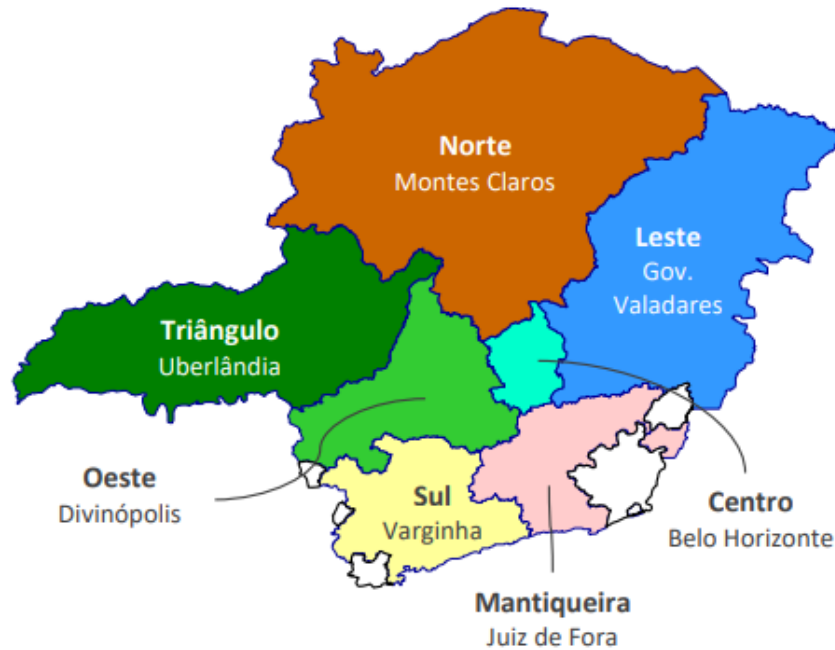 Norte
Montes Claros
Leste
Gov.
Valadares
Triângulo
Uberlândia
Oeste
Divinópolis
Sul
Varginha
Centro
Belo Horizonte
Mantiqueira
Juiz de Fora